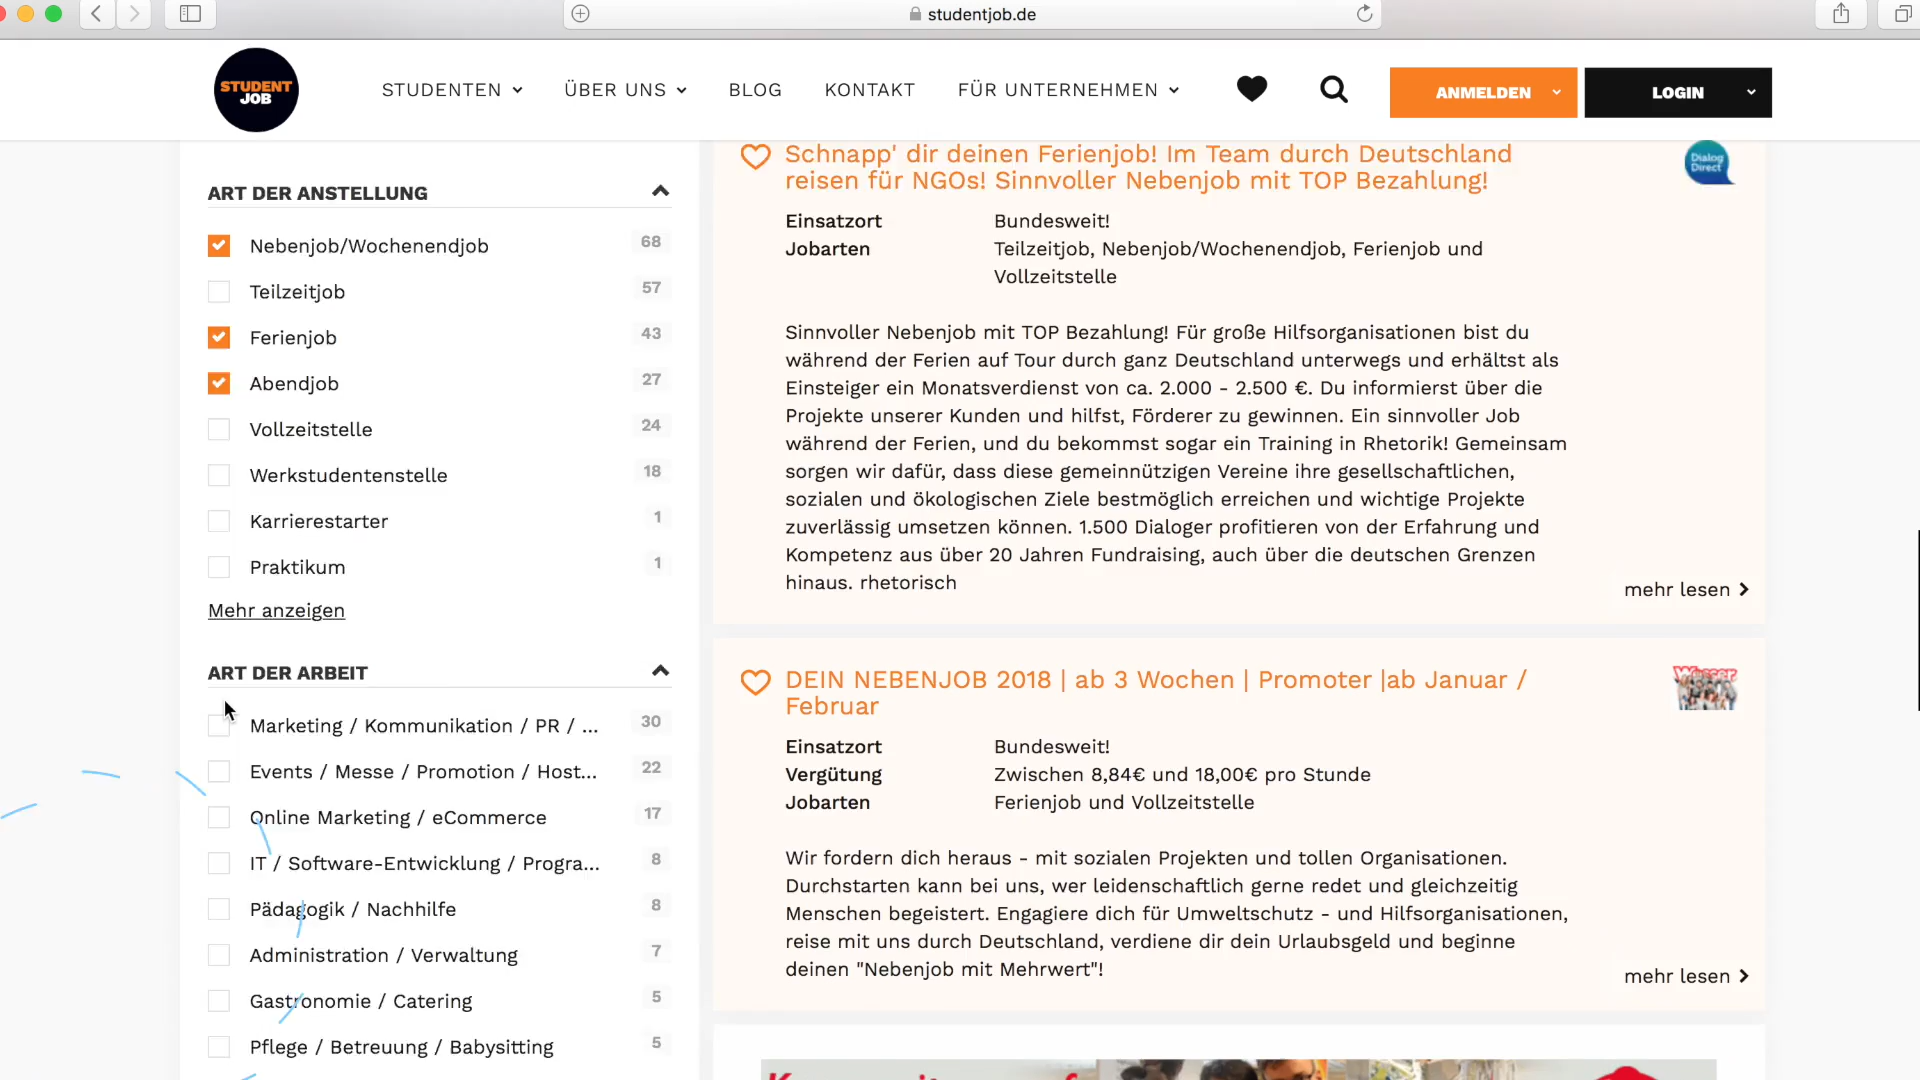 studentjob.de
STUDENT
JOB
STUDENTEN
ÜBER UNS
BLOG
KONTAKT
FÜR UNTERNEHMEN
ANMELDEN
LOGIN
ART DER ANSTELLUNG
Nebenjob/Wochenendjob 68
Teilzeitjob 57
Ferienjob 43
Abendjob 27
Vollzeitstelle 24
Werkstudentenstelle 18
Karrierestarter 1
Praktikum 1
Mehr anzeigen
ART DER ARBEIT
Marketing / Kommunikation / PR / ... 30
Events / Messe / Promotion / Host... 22
Online Marketing / eCommerce 17
IT / Software-Entwicklung / Progra... 8
Pädagogik / Nachhilfe 8
Administration / Verwaltung 7
Gastronomie / Catering 5
Pflege / Betreuung / Babysitting 5
Schnapp' dir deinen Ferienjob! Im Team durch Deutschland
reisen für NGOs! Sinnvoller Nebenjob mit TOP Bezahlung!
Dialog
Direct
Einsatzort Bundesweit!
Jobarten Teilzeitjob, Nebenjob/Wochenendjob, Ferienjob und
Vollzeitstelle
Sinnvoller Nebenjob mit TOP Bezahlung! Für große Hilfsorganisationen bist du
während der Ferien auf Tour durch ganz Deutschland unterwegs und erhältst als
Einsteiger ein Monatsverdienst von ca. 2.000 - 2.500 €. Du informierst über die
Projekte unserer Kunden und hilfst, Förderer zu gewinnen. Ein sinnvoller Job
während der Ferien, und du bekommst sogar ein Training in Rhetorik! Gemeinsam
sorgen wir dafür, dass diese gemeinnützigen Vereine ihre gesellschaftlichen,
sozialen und ökologischen Ziele bestmöglich erreichen und wichtige Projekte
zuverlässig umsetzen können. 1.500 Dialoger profitieren von der Erfahrung und
Kompetenz aus über 20 Jahren Fundraising, auch über die deutschen Grenzen
hinaus. rhetorisch
mehr lesen
DEIN NEBENJOB 2018 | ab 3 Wochen | Promoter |ab Januar /
Februar
Wesser
Einsatzort Bundesweit!
Vergütung Zwischen 8,84€ und 18,00€ pro Stunde
Jobarten Ferienjob und Vollzeitstelle
Wir fordern dich heraus - mit sozialen Projekten und tollen Organisationen.
Durchstarten kann bei uns, wer leidenschaftlich gerne redet und gleichzeitig
Menschen begeistert. Engagiere dich für Umweltschutz - und Hilfsorganisationen,
reise mit uns durch Deutschland, verdiene dir dein Urlaubsgeld und beginne
deinen "Nebenjob mit Mehrwert"!
mehr lesen